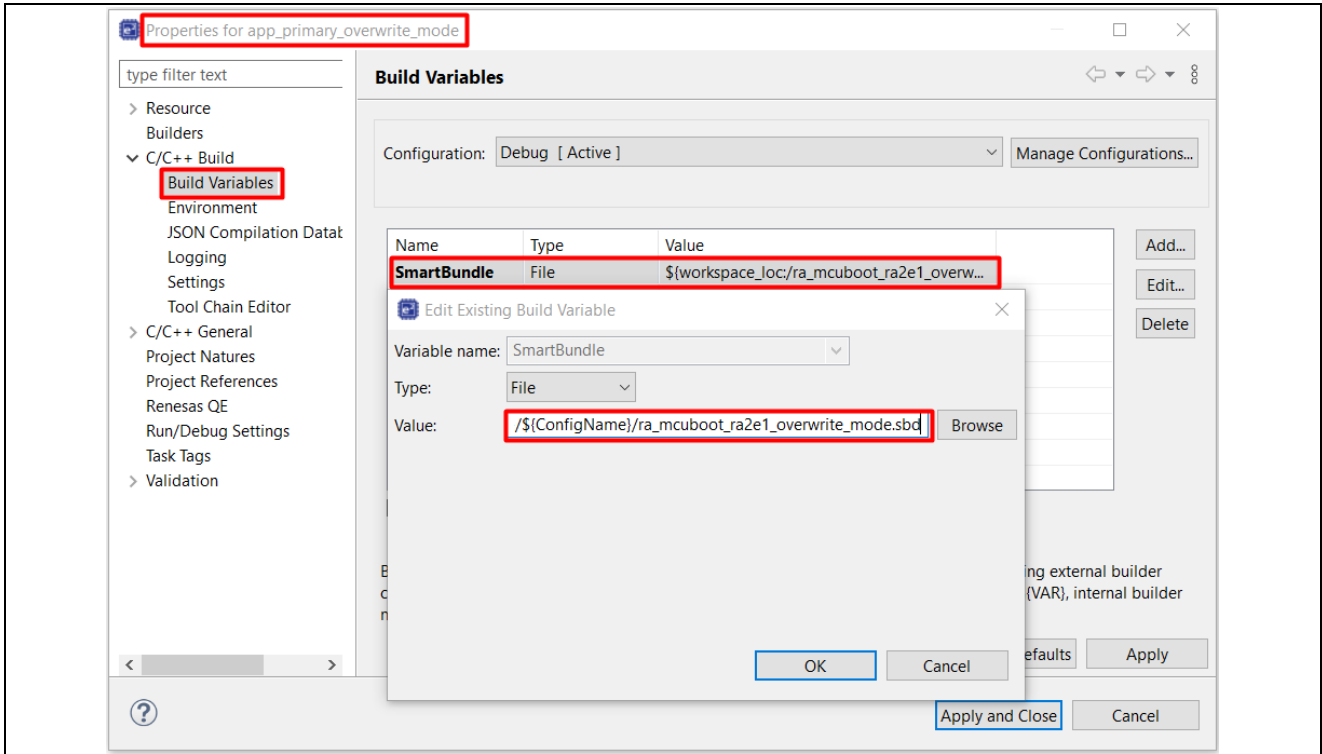 Properties for app_primary_overwrite_mode
type filter text
Resource
Builders
C/C++ Build
Build Variables
Environment
JSON Compilation Datab
Logging
Settings
Tool Chain Editor
C/C++ General
Project Natures
Project References
Renesas QE
Run/Debug Settings
Task Tags
Validation
Build Variables
Configuration: Debug [ Active ] Manage Configurations...
Name Type Value
SmartBundle File ${workspace_loc:/ra_mcuboot_ra2e1_overw...
Add...
Edit...
Delete
Edit Existing Build Variable
Variable name: SmartBundle
Type: File
Value: /${ConfigName}/ra_mcuboot_ra2e1_overwrite_mode.sbd Browse
ing external builder
{VAR}, internal builder
OK Cancel
efaults Apply
Apply and Close Cancel